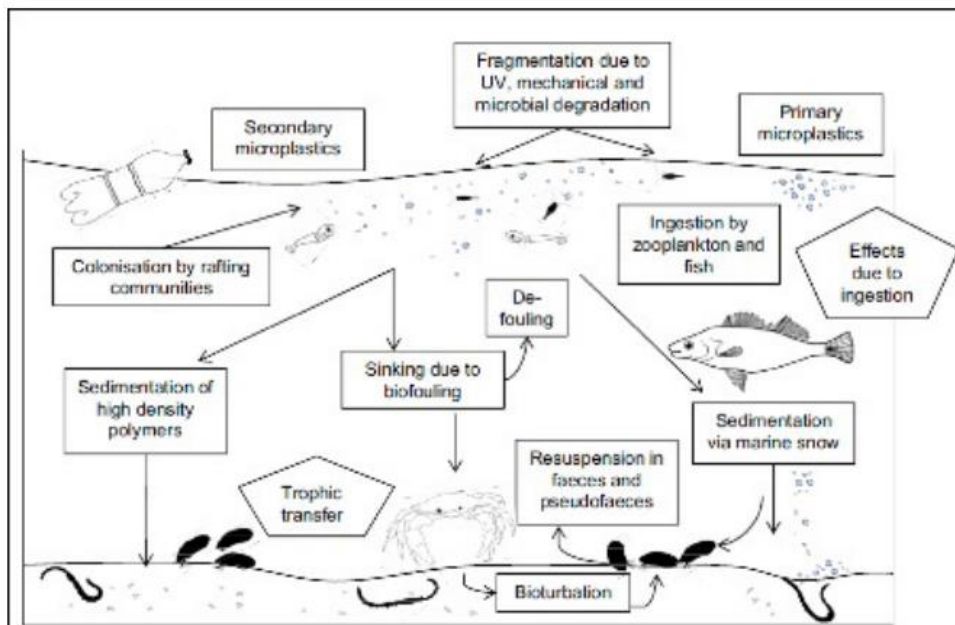 Fragmentation due to
UV, mechanical and
microbial degradation
Secondary
microplastics
Primary
microplastics
Colonisation by rafting
communities
Ingestion by
zooplankton and
fish
Effects
due to
ingestion
De-
fouling
Sedimentation of
high density
polymers
Sinking due to
biofouling
Sedimentation
via marine snow
Trophic
transfer
Resuspension in
faeces and
pseudofaeces
Bioturbation